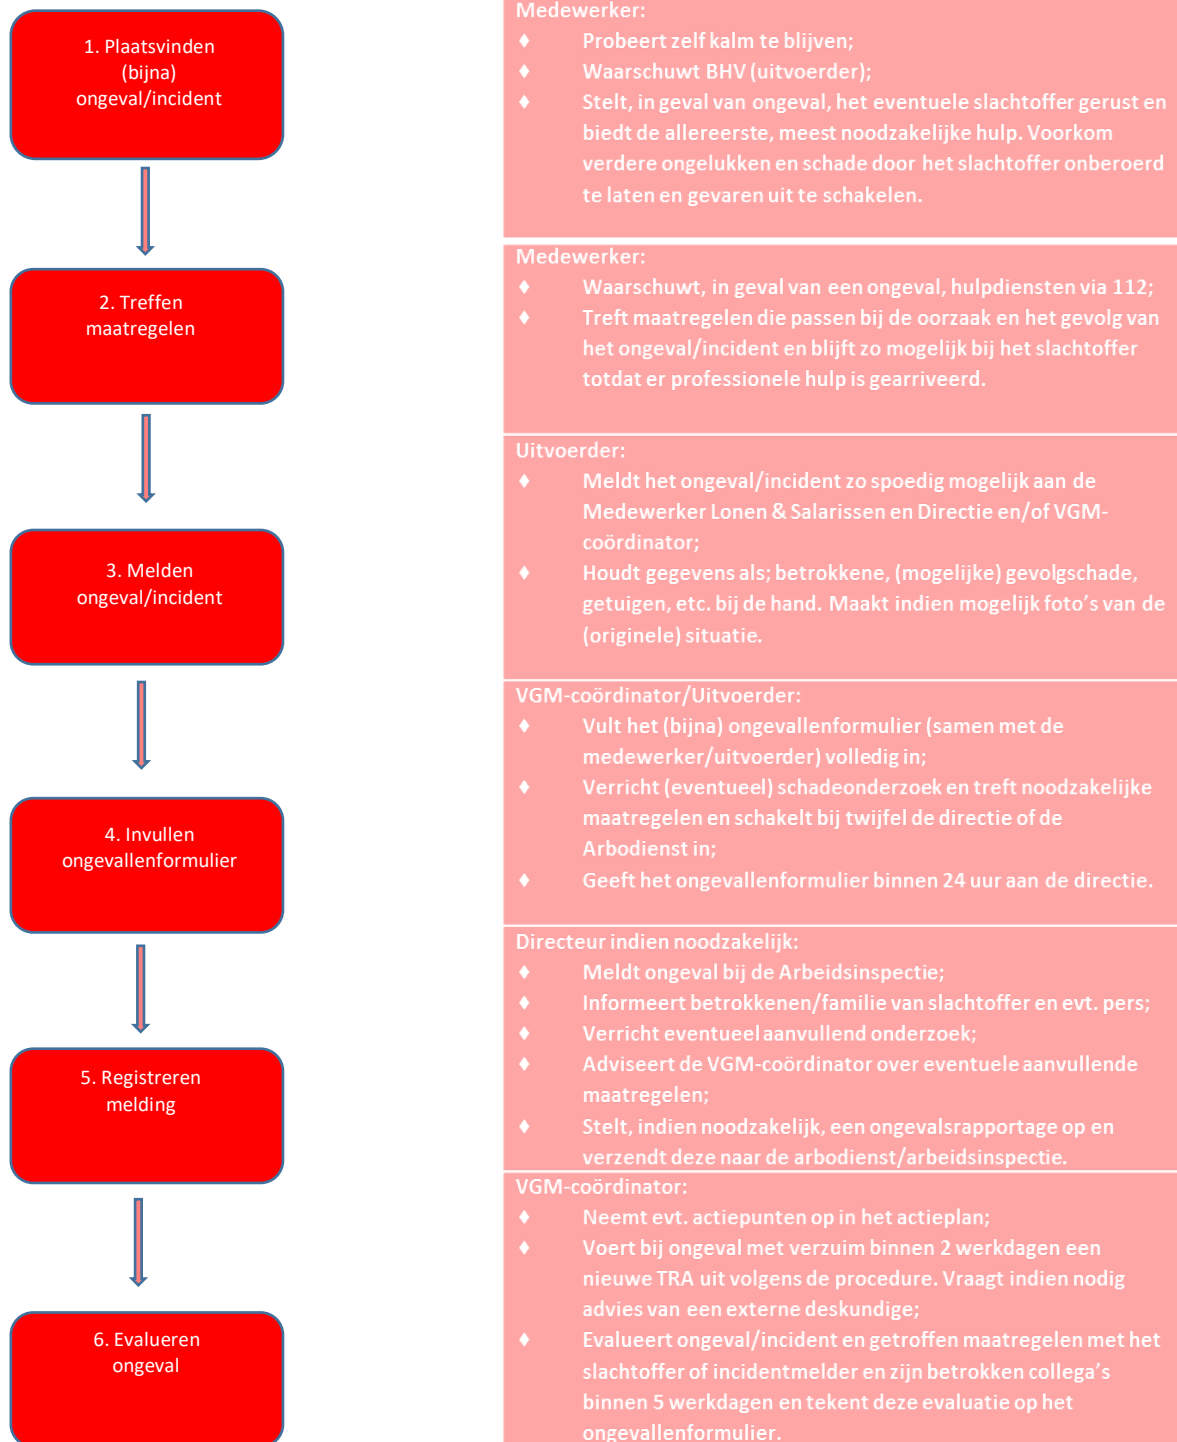 1. Plaatsvinden
(bijna)
ongeval/incident
Medewerker:
♦ Probeert zelf kalm te blijven;
♦ Waarschuwt BHV (uitvoerder);
♦ Stelt, in geval van ongeval, het eventuele slachtoffer gerust en
biedt de allereerste, meest noodzakelijke hulp. Voorkom
verdere ongelukken en schade door het slachtoffer onberoerd
te laten en gevaren uit te schakelen.
2. Treffen
maatregelen
Medewerker:
♦ Waarschuwt, in geval van een ongeval, hulpdiensten via 112;
♦ Treft maatregelen die passen bij de oorzaak en het gevolg van
het ongeval/incident en blijft zo mogelijk bij het slachtoffer
totdat er professionele hulp is gearriveerd.
3. Melden
ongeval/incident
Uitvoerder:
♦ Meldt het ongeval/incident zo spoedig mogelijk aan de
Medewerker Lonen & Salarissen en Directie en/of VGM-
coördinator;
♦ Houdt gegevens als; betrokkene, (mogelijke) gevolgschade,
getuigen, etc. bij de hand. Maakt indien mogelijk foto's van de
(originele) situatie.
4. Invullen
ongevallenformulier
VGM-coördinator/Uitvoerder:
♦ Vult het (bijna) ongevallenformulier (samen met de
medewerker/uitvoerder) volledig in;
♦ Verricht (eventueel) schadeonderzoek en treft noodzakelijke
maatregelen en schakelt bij twijfel de directie of de
Arbodienst in;
♦ Geeft het ongevallenformulier binnen 24 uur aan de directie.
5. Registreren
melding
Directeur indien noodzakelijk:
♦ Meldt ongeval bij de Arbeidsinspectie;
♦ Informeert betrokkenen/familie van slachtoffer en evt. pers;
♦ Verricht eventueel aanvullend onderzoek;
♦ Adviseert de VGM-coördinator over eventuele aanvullende
maatregelen;
♦ Stelt, indien noodzakelijk, een ongevalsrapportage op en
verzendt deze naar de arbodienst/arbeidsinspectie.
6. Evalueren
ongeval
VGM-coördinator:
♦ Neemt evt. actiepunten op in het actieplan;
♦ Voert bij ongeval met verzuim binnen 2 werkdagen een
nieuwe TRA uit volgens de procedure. Vraagt indien nodig
advies van een externe deskundige;
♦ Evalueert ongeval/incident en getroffen maatregelen met het
slachtoffer of incidentmelder en zijn betrokken collega's
binnen 5 werkdagen en tekent deze evaluatie op het
ongevallenformulier.